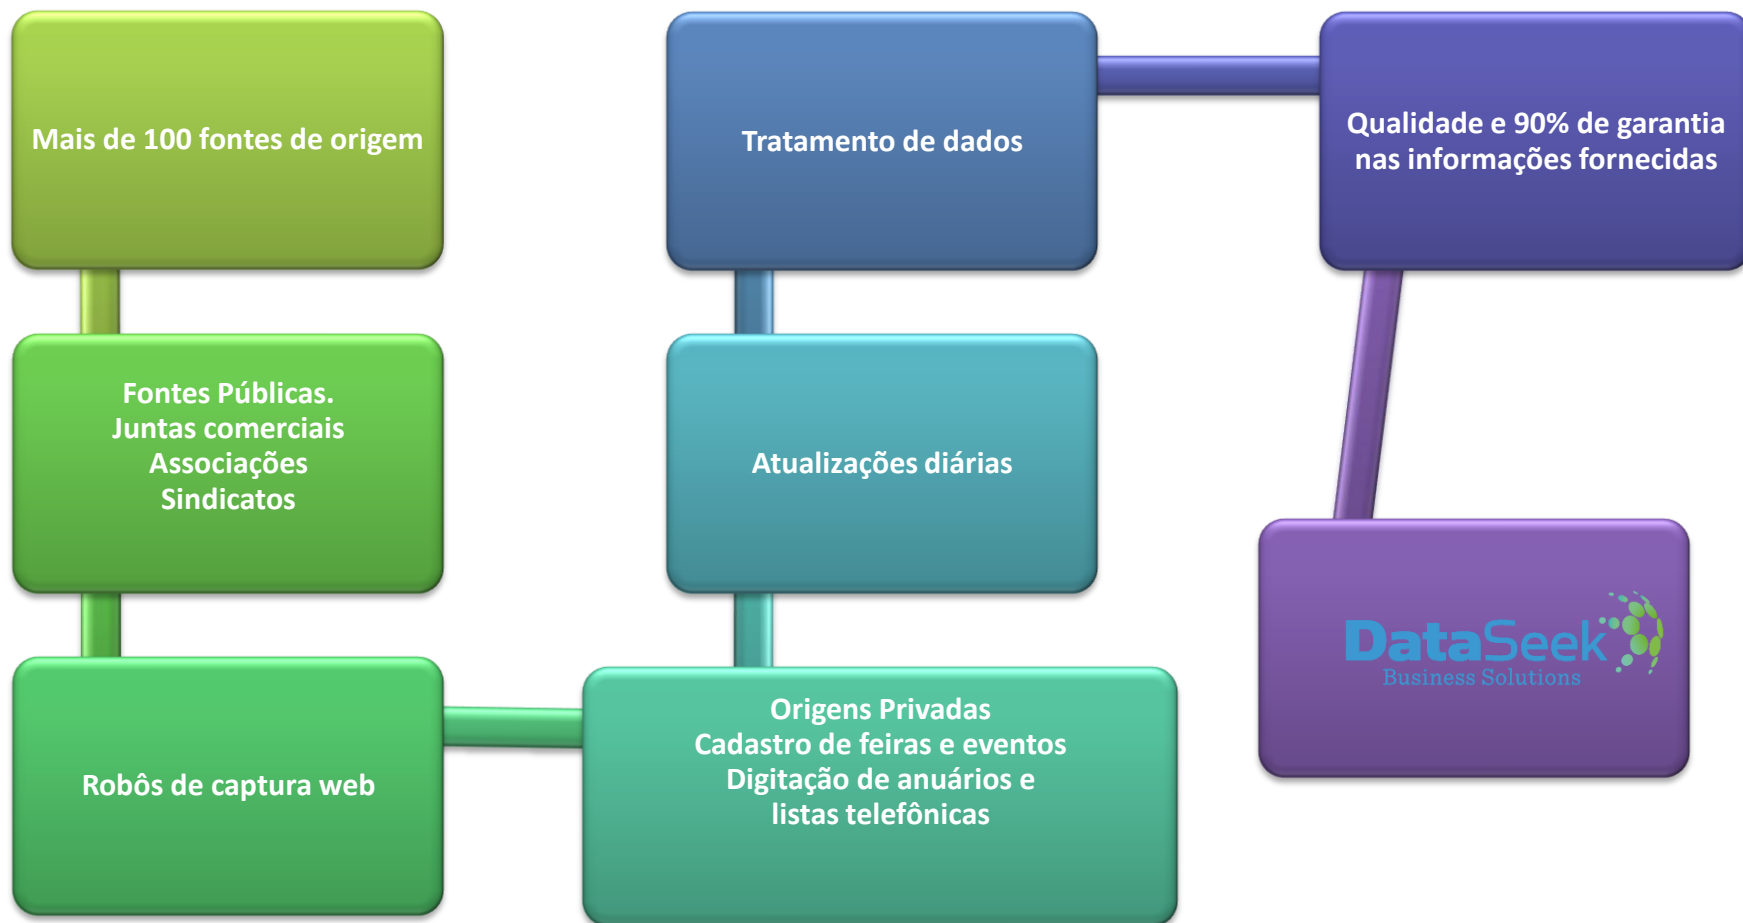 Mais de 100 fontes de origem
Fontes Públicas.
Juntas comerciais
Associações
Sindicatos
Robôs de captura web
Origens Privadas
Cadastro de feiras e eventos
Digitação de anuários e
listas telefônicas
Atualizações diárias
Tratamento de dados
Qualidade e 90% de garantia
nas informações fornecidas
DataSeek
Business Solutions